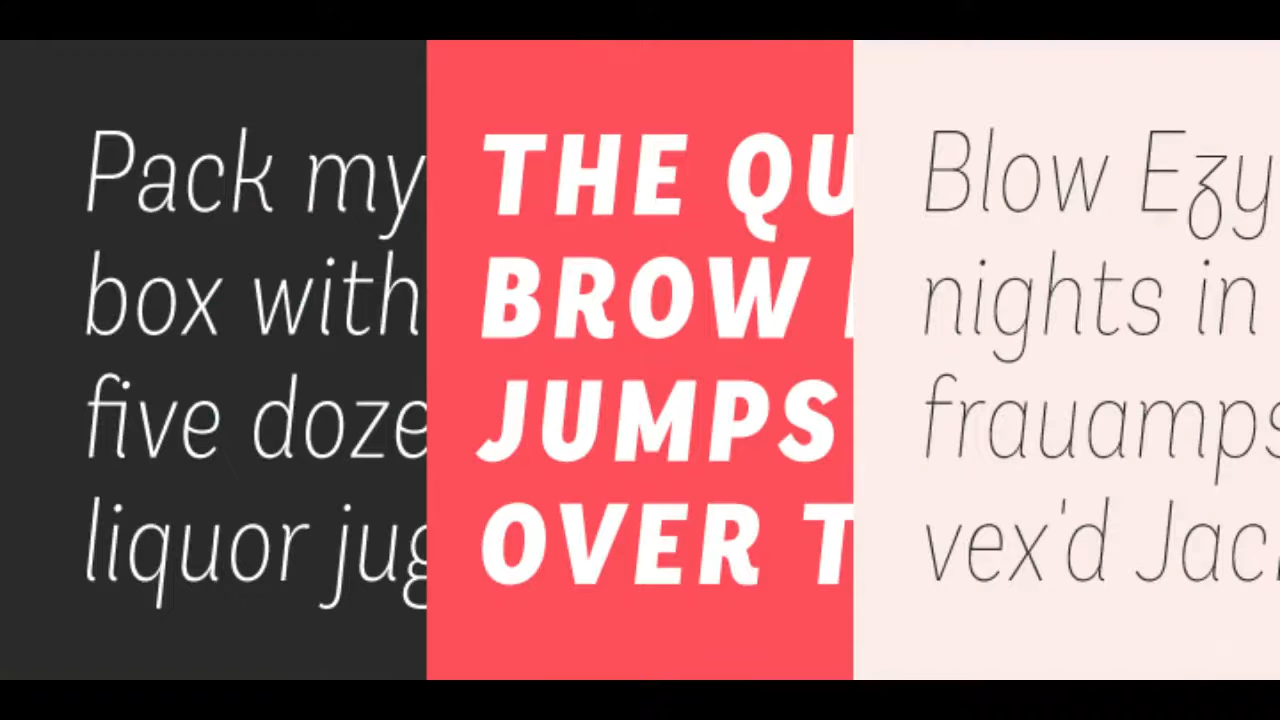 Pack my
box with
five doze
liquor jug
THE QU
BROW
JUMPS
OVER T
Blow Ezy
nights in
frauamps
vex'd Jac